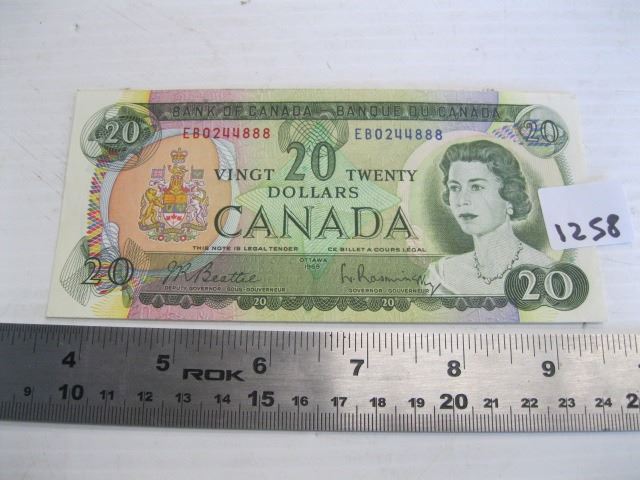 BANK OF CANADA - BANQUE DU CANADA
20 EB0244888 EB0244888 20
VINGT 20 TWENTY
DOLLARS
CANADA
THIS NOTE IS LEGAL TENDER CE BILLET A COURS LÉGAL
OTTAWA
1969
20 J.R. Beattie L. Rasminsky
DEPUTY GOVERNOR - SOUS-GOUVERNEUR GOVERNOR - GOUVERNEUR
20 20 20
1258
4 5 6 7 8 9
ROK
9 10 11 12 13 14 15 16 17 18 19 20 21 22 23